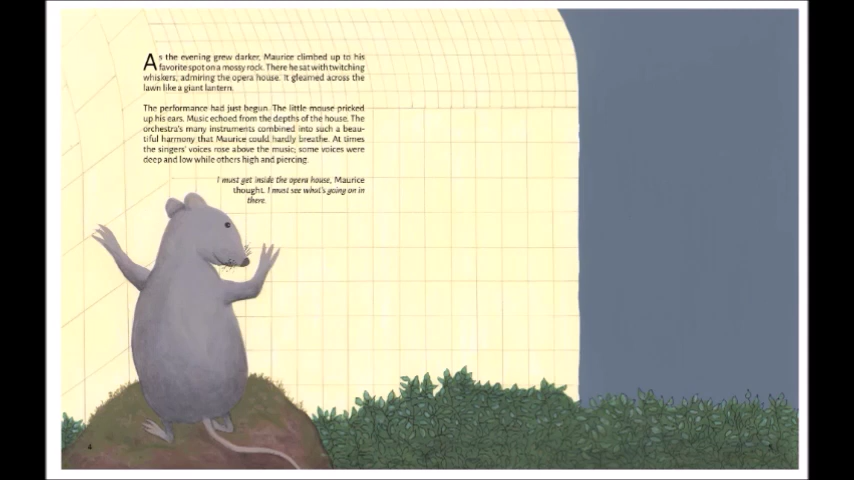 As the evening grew darker, Maurice climbed up to his
favorite spot on a mossy rock. There he sat with twitching
whiskers, admiring the opera house. It gleamed across the
lawn like a giant lantern.
The performance had just begun. The little mouse pricked
up his ears. Music echoed from the depths of the house. The
orchestra's many instruments combined into such a beau-
tiful harmony that Maurice could hardly breathe. At times
the singers' voices rose above the music; some voices were
deep and low while others high and piercing.
I must get inside the opera house, Maurice
thought. I must see what's going on in
there.